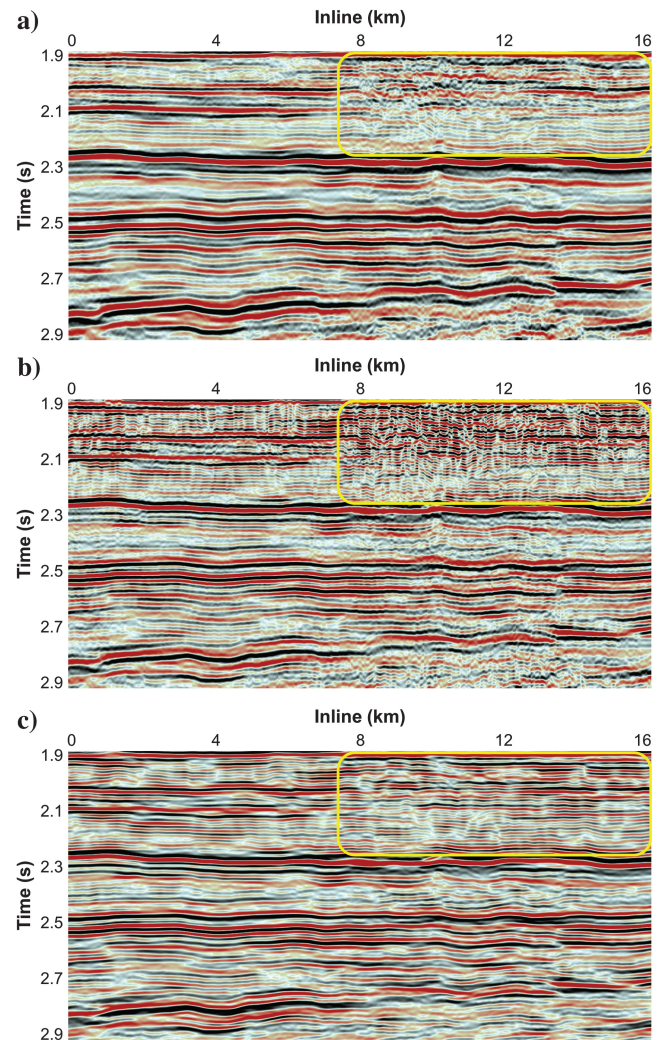 a)
Inline (km)
0 4 8 12 16
1.9
2.1
2.3
2.5
2.7
2.9
Time (s)
b)
Inline (km)
0 4 8 12 16
1.9
2.1
2.3
2.5
2.7
2.9
Time (s)
c)
Inline (km)
0 4 8 12 16
1.9
2.1
2.3
2.5
2.7
2.9
Time (s)